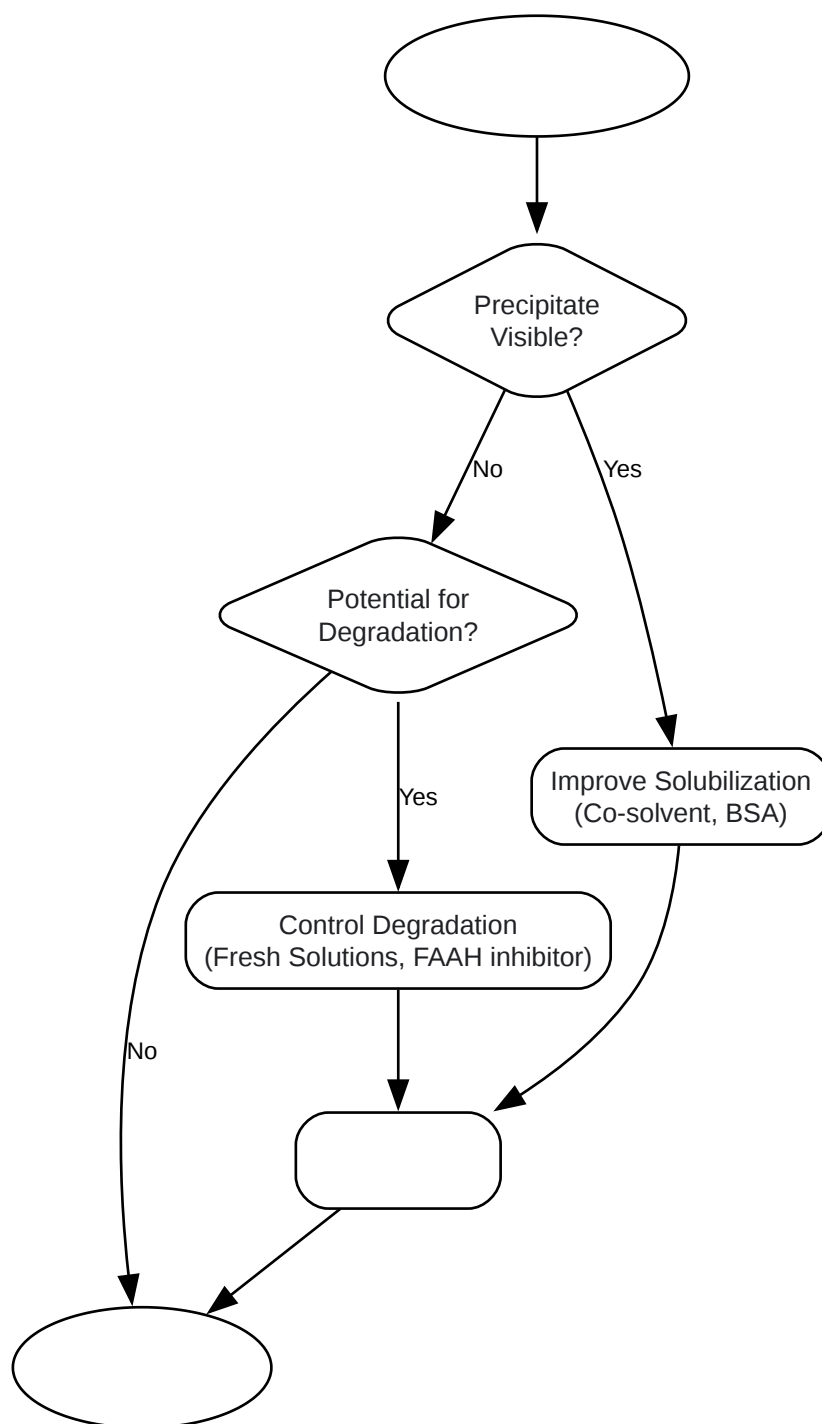 Precipitate
Visible?
No
Yes
Potential for
Degradation?
Improve Solubilization
(Co-solvent, BSA)
Yes
Control Degradation
(Fresh Solutions, FAAH inhibitor)
No